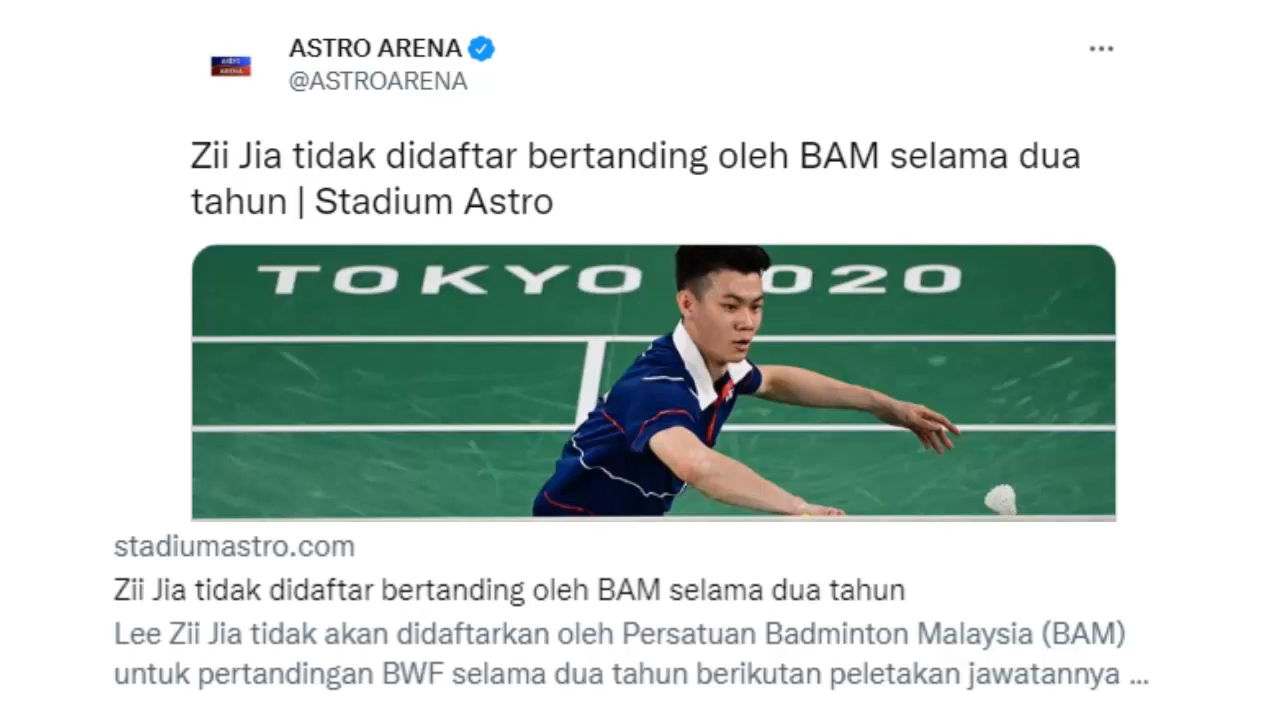 ASTRO ARENA
@ASTROARENA
Zii Jia tidak didaftar bertanding oleh BAM selama dua
tahun | Stadium Astro
TOKYO 020
stadiumastro.com
Zii Jia tidak didaftar bertanding oleh BAM selama dua tahun
Lee Zii Jia tidak akan didaftarkan oleh Persatuan Badminton Malaysia (BAM)
untuk pertandingan BWF selama dua tahun berikutan peletakan jawatannya ...